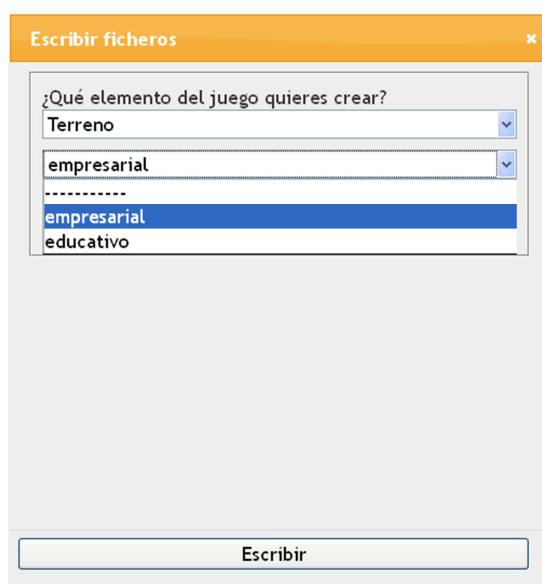 Escribir ficheros
¿Qué elemento del juego quieres crear?
Terreno
empresarial
-----------
empresarial
educativo
Escribir